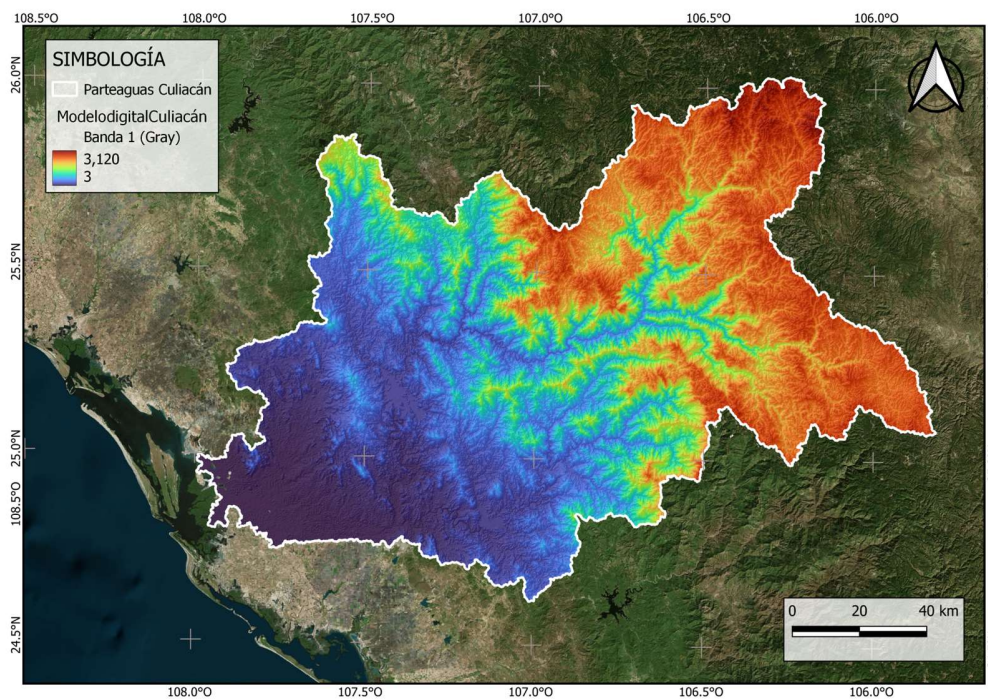 108.5°O 108.0°O 107.5°O 107.0°O 106.5°O 106.0°O
SIMBOLOGÍA
Parteaguas Culiacán
ModelodigitalCuliacán
Banda 1 (Gray)
3,120
3
26.0°N
25.5°N
25.0°N
108.5°O
24.5°N
0 20 40 km
108.0°O 107.5°O 107.0°O 106.5°O 106.0°O